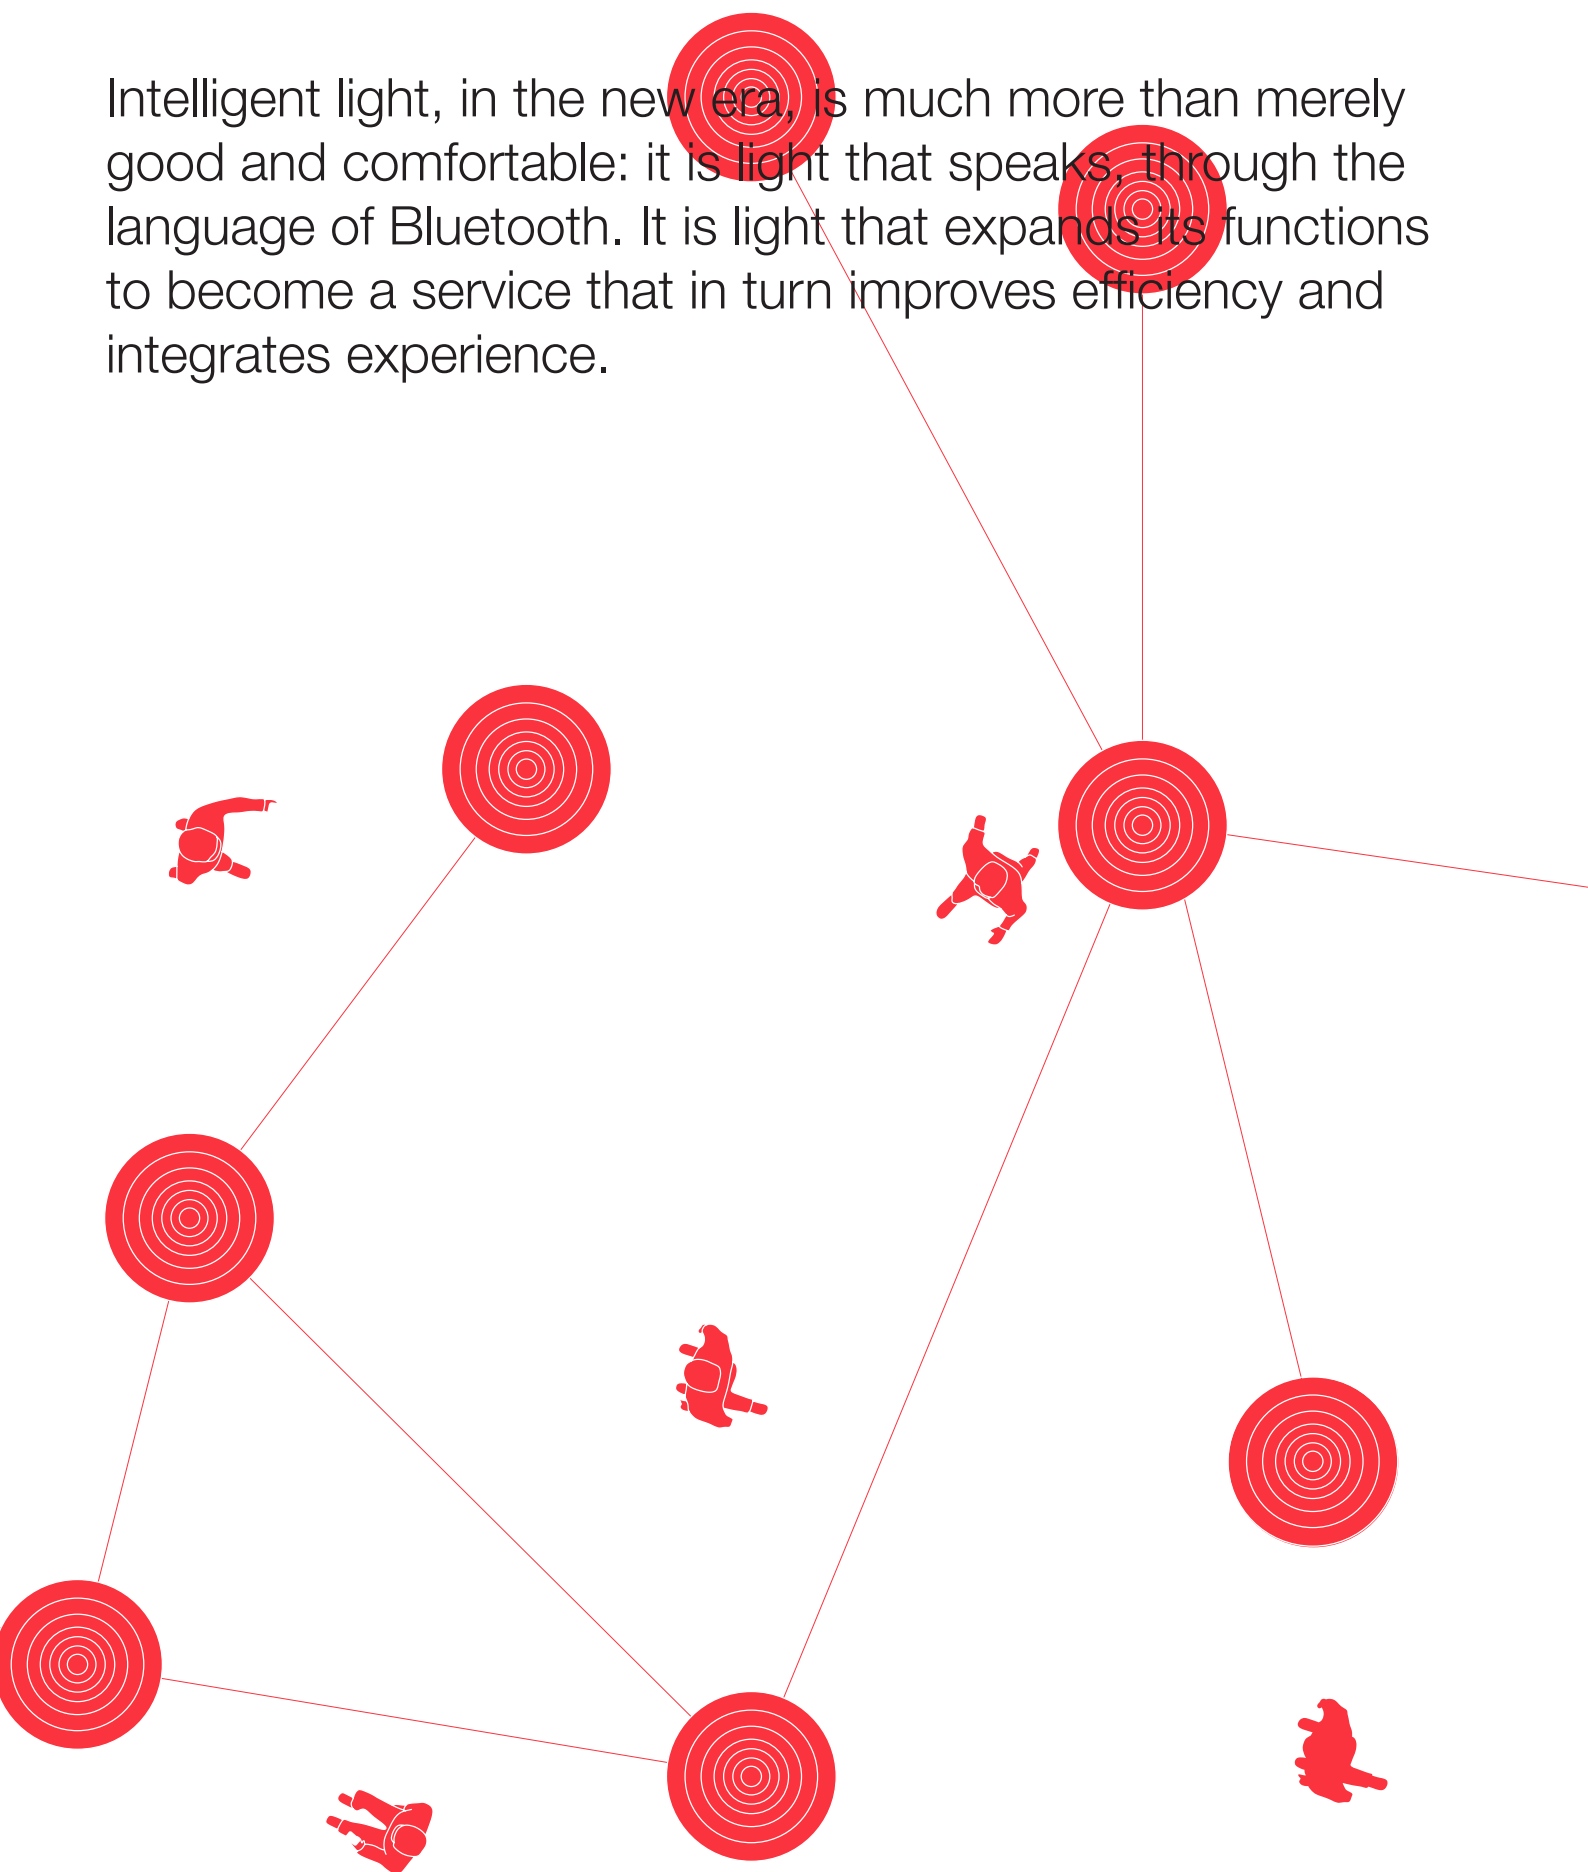 Intelligent light, in the new era, is much more than merely
good and comfortable: it is light that speaks, through the
language of Bluetooth. It is light that expands its functions
to become a service that in turn improves efficiency and
integrates experience.